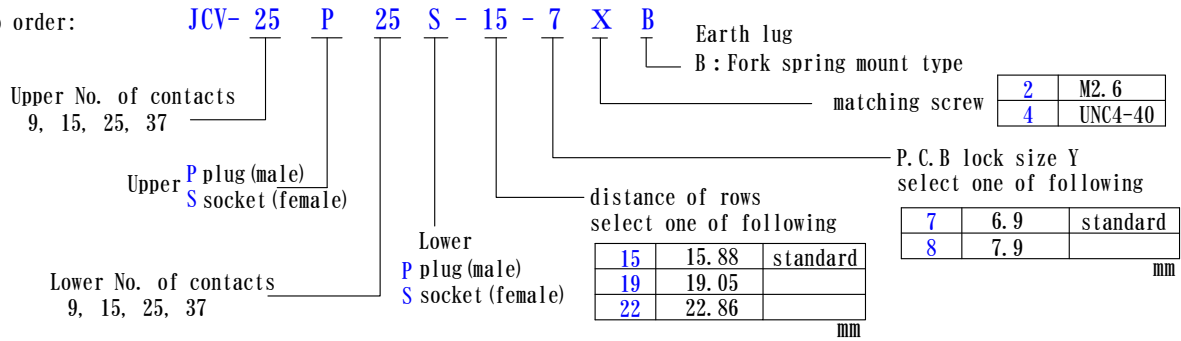 order: JCV- 25 P 25 S - 15 - 7 X B
Earth lug
B：Fork spring mount type
matching screw
2 M2.6
4 UNC4-40
Upper No. of contacts
9, 15, 25, 37
P.C.B lock size Y
select one of following
7 6.9 standard
8 7.9
mm
Upper P plug(male)
S socket(female)
distance of rows
select one of following
15 15.88 standard
19 19.05
22 22.86
mm
Lower
P plug(male)
S socket(female)
Lower No. of contacts
9, 15, 25, 37